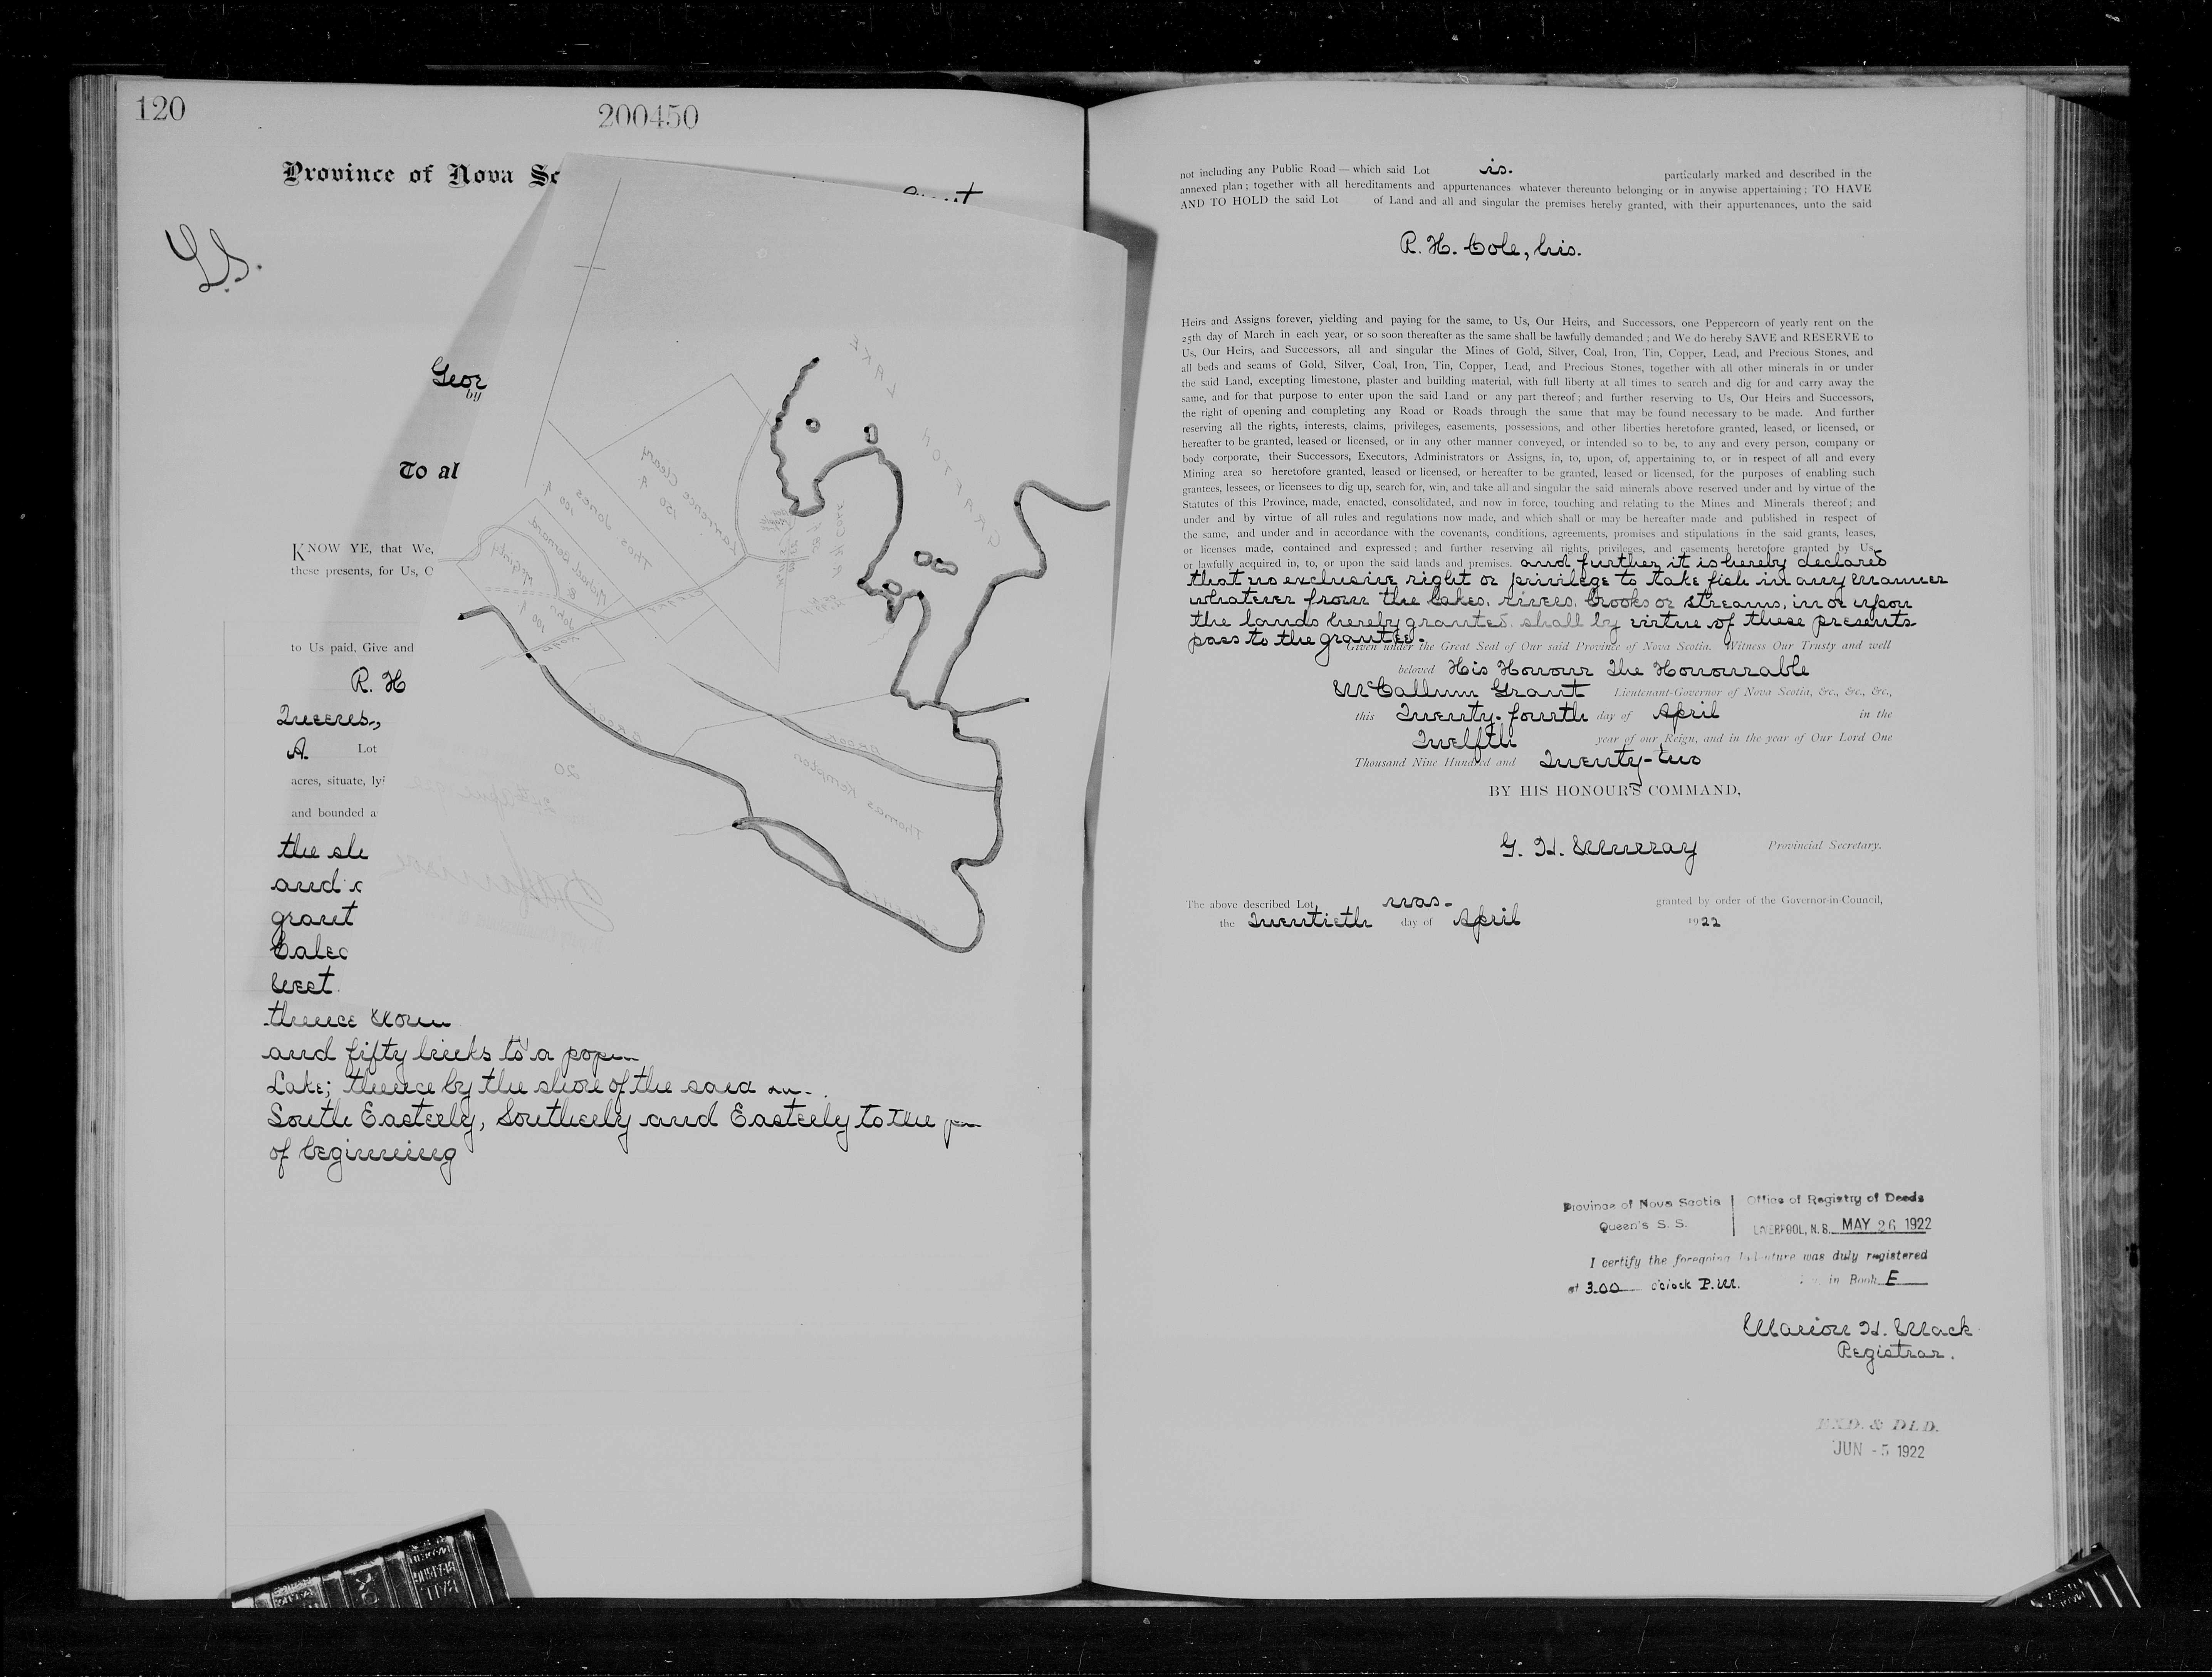 120
200450
Province of Nova Sc
L.S.
Geor
by
To al
KNOW YE, that We,
these presents, for Us, O
to Us paid, Give and
R. H
Queens,
A. Lot
acres, situate, lyi
and bounded a
the sh
and
grant
Caled
West
thence
and fifty links to a
Lake; thence by the shore of the said
South Easterly, Southerly and Easterly to the
of beginning
LAKE
GRAFTON
Lawrence Cleary
150 A.
Thos Jones
100 A.
Michael Bernard
&
John
100 A
R H COLE
BROOK
BROOK
Thomas Kempton
20
not including any Public Road — which said Lot is. particularly marked and described in the
annexed plan; together with all hereditaments and appurtenances whatever thereunto belonging or in anywise appertaining; TO HAVE
AND TO HOLD the said Lot of Land and all and singular the premises hereby granted, with their appurtenances, unto the said
R. H. Cole, his.
Heirs and Assigns forever, yielding and paying for the same, to Us, Our Heirs, and Successors, one Peppercorn of yearly rent on the
25th day of March in each year, or so soon thereafter as the same shall be lawfully demanded; and We do hereby SAVE and RESERVE to
Us, Our Heirs, and Successors, all and singular the Mines of Gold, Silver, Coal, Iron, Tin, Copper, Lead, and Precious Stones, and
all beds and seams of Gold, Silver, Coal, Iron, Tin, Copper, Lead, and Precious Stones, together with all other minerals in or under
the said Land, excepting limestone, plaster and building material, with full liberty at all times to search and dig for and carry away the
same, and for that purpose to enter upon the said Land or any part thereof; and further reserving to Us, Our Heirs and Successors,
the right of opening and completing any Road or Roads through the same that may be found necessary to be made. And further
reserving all the rights, interests, claims, privileges, easements, possessions, and other liberties heretofore granted, leased, or licensed, or
hereafter to be granted, leased or licensed, or in any other manner conveyed, or intended so to be, to any and every person, company or
body corporate, their Successors, Executors, Administrators or Assigns, in, to, upon, of, appertaining to, or in respect of all and every
Mining area so heretofore granted, leased or licensed, or hereafter to be granted, leased or licensed, for the purposes of enabling such
grantees, lessees, or licensees to dig up, search for, win, and take all and singular the said minerals above reserved under and by virtue of the
Statutes of this Province, made, enacted, consolidated, and now in force, touching and relating to the Mines and Minerals thereof; and
under and by virtue of all rules and regulations now made, and which shall or may be hereafter made and published in respect of
the same, and under and in accordance with the covenants, conditions, agreements, promises and stipulations in the said grants, leases,
or licenses made, contained and expressed; and further reserving all rights, privileges, and easements heretofore granted by Us,
or lawfully acquired in, to, or upon the said lands and premises. and further it is hereby declared
that no exclusive right or privilege to take fish in any manner
whatever from the lakes, rivers, brooks or streams, in or upon
the lands hereby granted, shall by virtue of these presents
pass to the grantee.
Given under the Great Seal of Our said Province of Nova Scotia. Witness Our Trusty and well
beloved His Honour The Honourable
McCallum Grant Lieutenant-Governor of Nova Scotia, &c., &c., &c.,
this Twenty-fourth day of April in the
Twelfth year of our Reign, and in the year of Our Lord One
Thousand Nine Hundred and Twenty-two
BY HIS HONOUR'S COMMAND,
G. H. Murray Provincial Secretary.
The above described Lot was- granted by order of the Governor-in-Council,
the Twentieth day of April 1922
Province of Nova Scotia Office of Registry of Deeds
Queen's S. S. LIVERPOOL, N.S. MAY 26 1922
I certify the foregoing Indenture was duly registered
at 3.00 o'clock P.M. in Book E
Marion H. Mack
Registrar.
EXD. & DLD.
JUN -5 1922